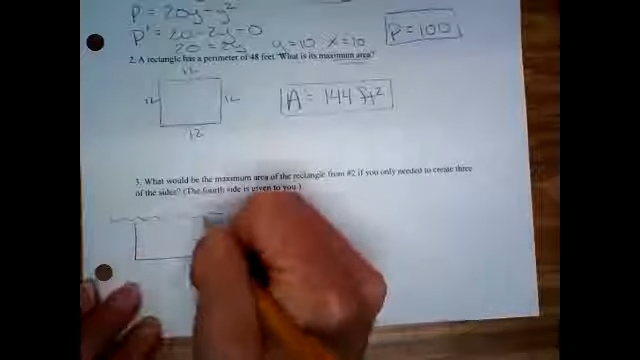 P = 20y - y²
P' = 20 - 2y = 0
20 = 2y y = 10 x = 10
P = 100
2. A rectangle has a perimeter of 48 feet. What is its maximum area?
12
12 12
12
A = 144 ft²
3. What would be the maximum area of the rectangle from #2 if you only needed to create three
of the sides? (The fourth side is given to you.)